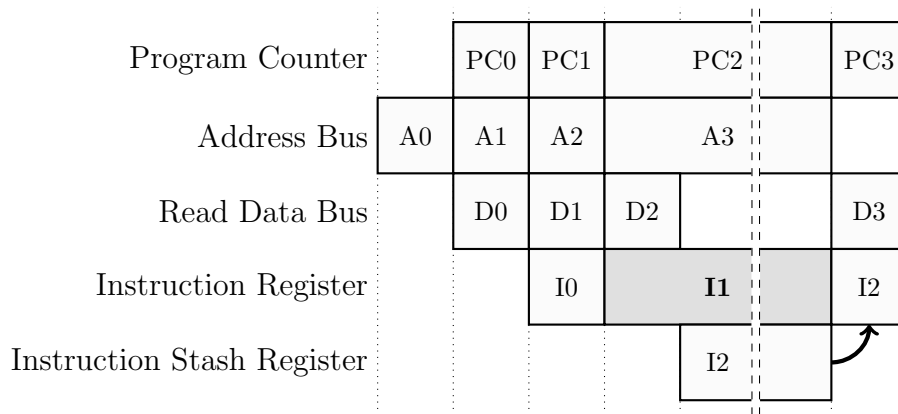 Program Counter PC0 PC1 PC2 PC3
Address Bus A0 A1 A2 A3
Read Data Bus D0 D1 D2 D3
Instruction Register I0 I1 I2
Instruction Stash Register I2